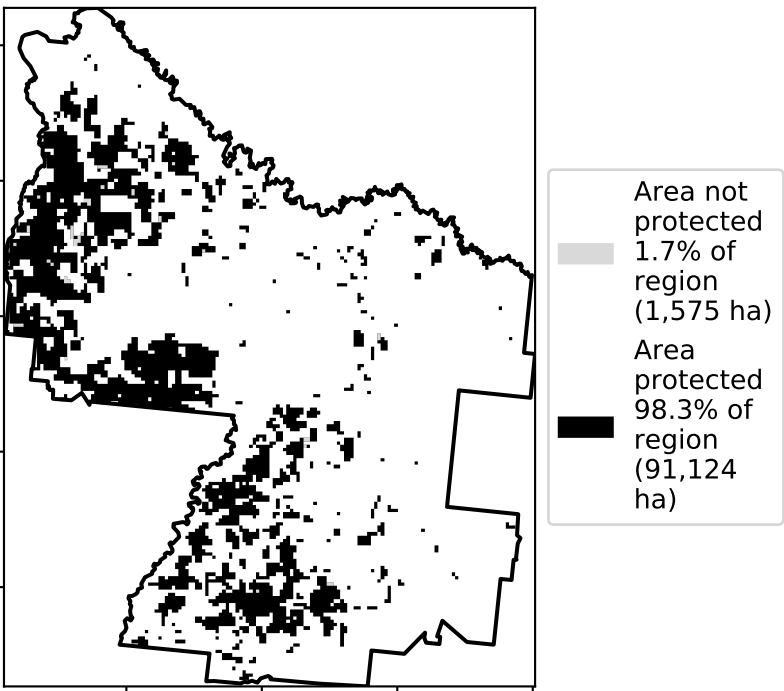 Area not
protected
1.7% of
region
(1,575 ha)
Area
protected
98.3% of
region
(91,124
ha)